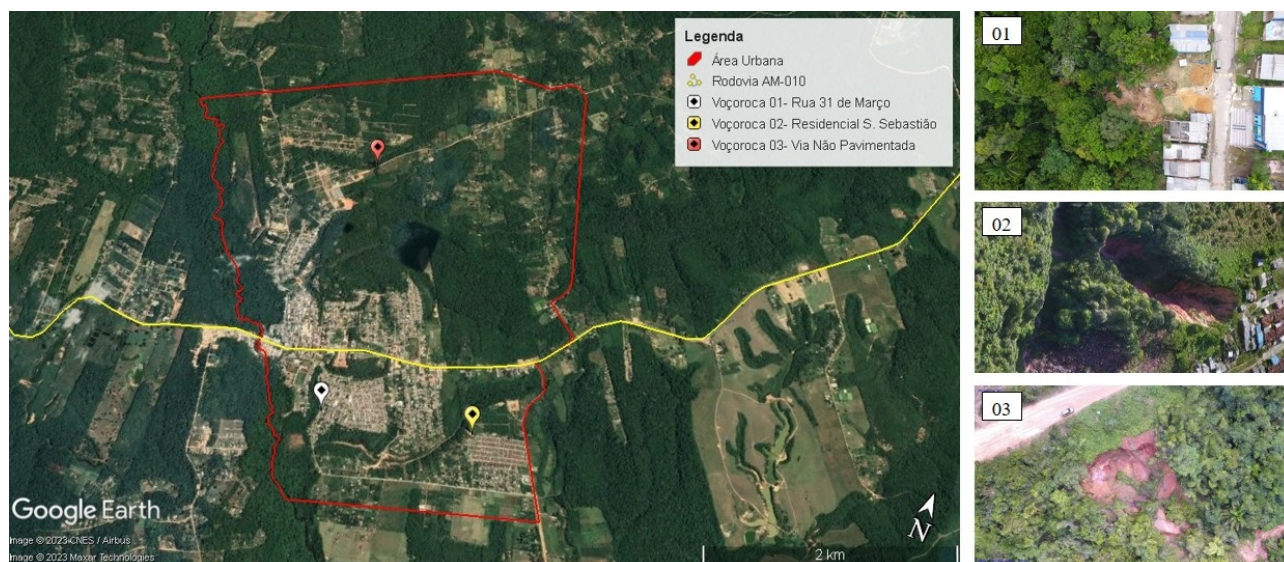 Legenda
Área Urbana
Rodovia AM-010
Voçoroca 01- Rua 31 de Março
Voçoroca 02- Residencial S. Sebastião
Voçoroca 03- Via Não Pavimentada
Google Earth
Image © 2023 CNES / Airbus
Image © 2023 Maxar Technologies
N
2 km
01
02
03